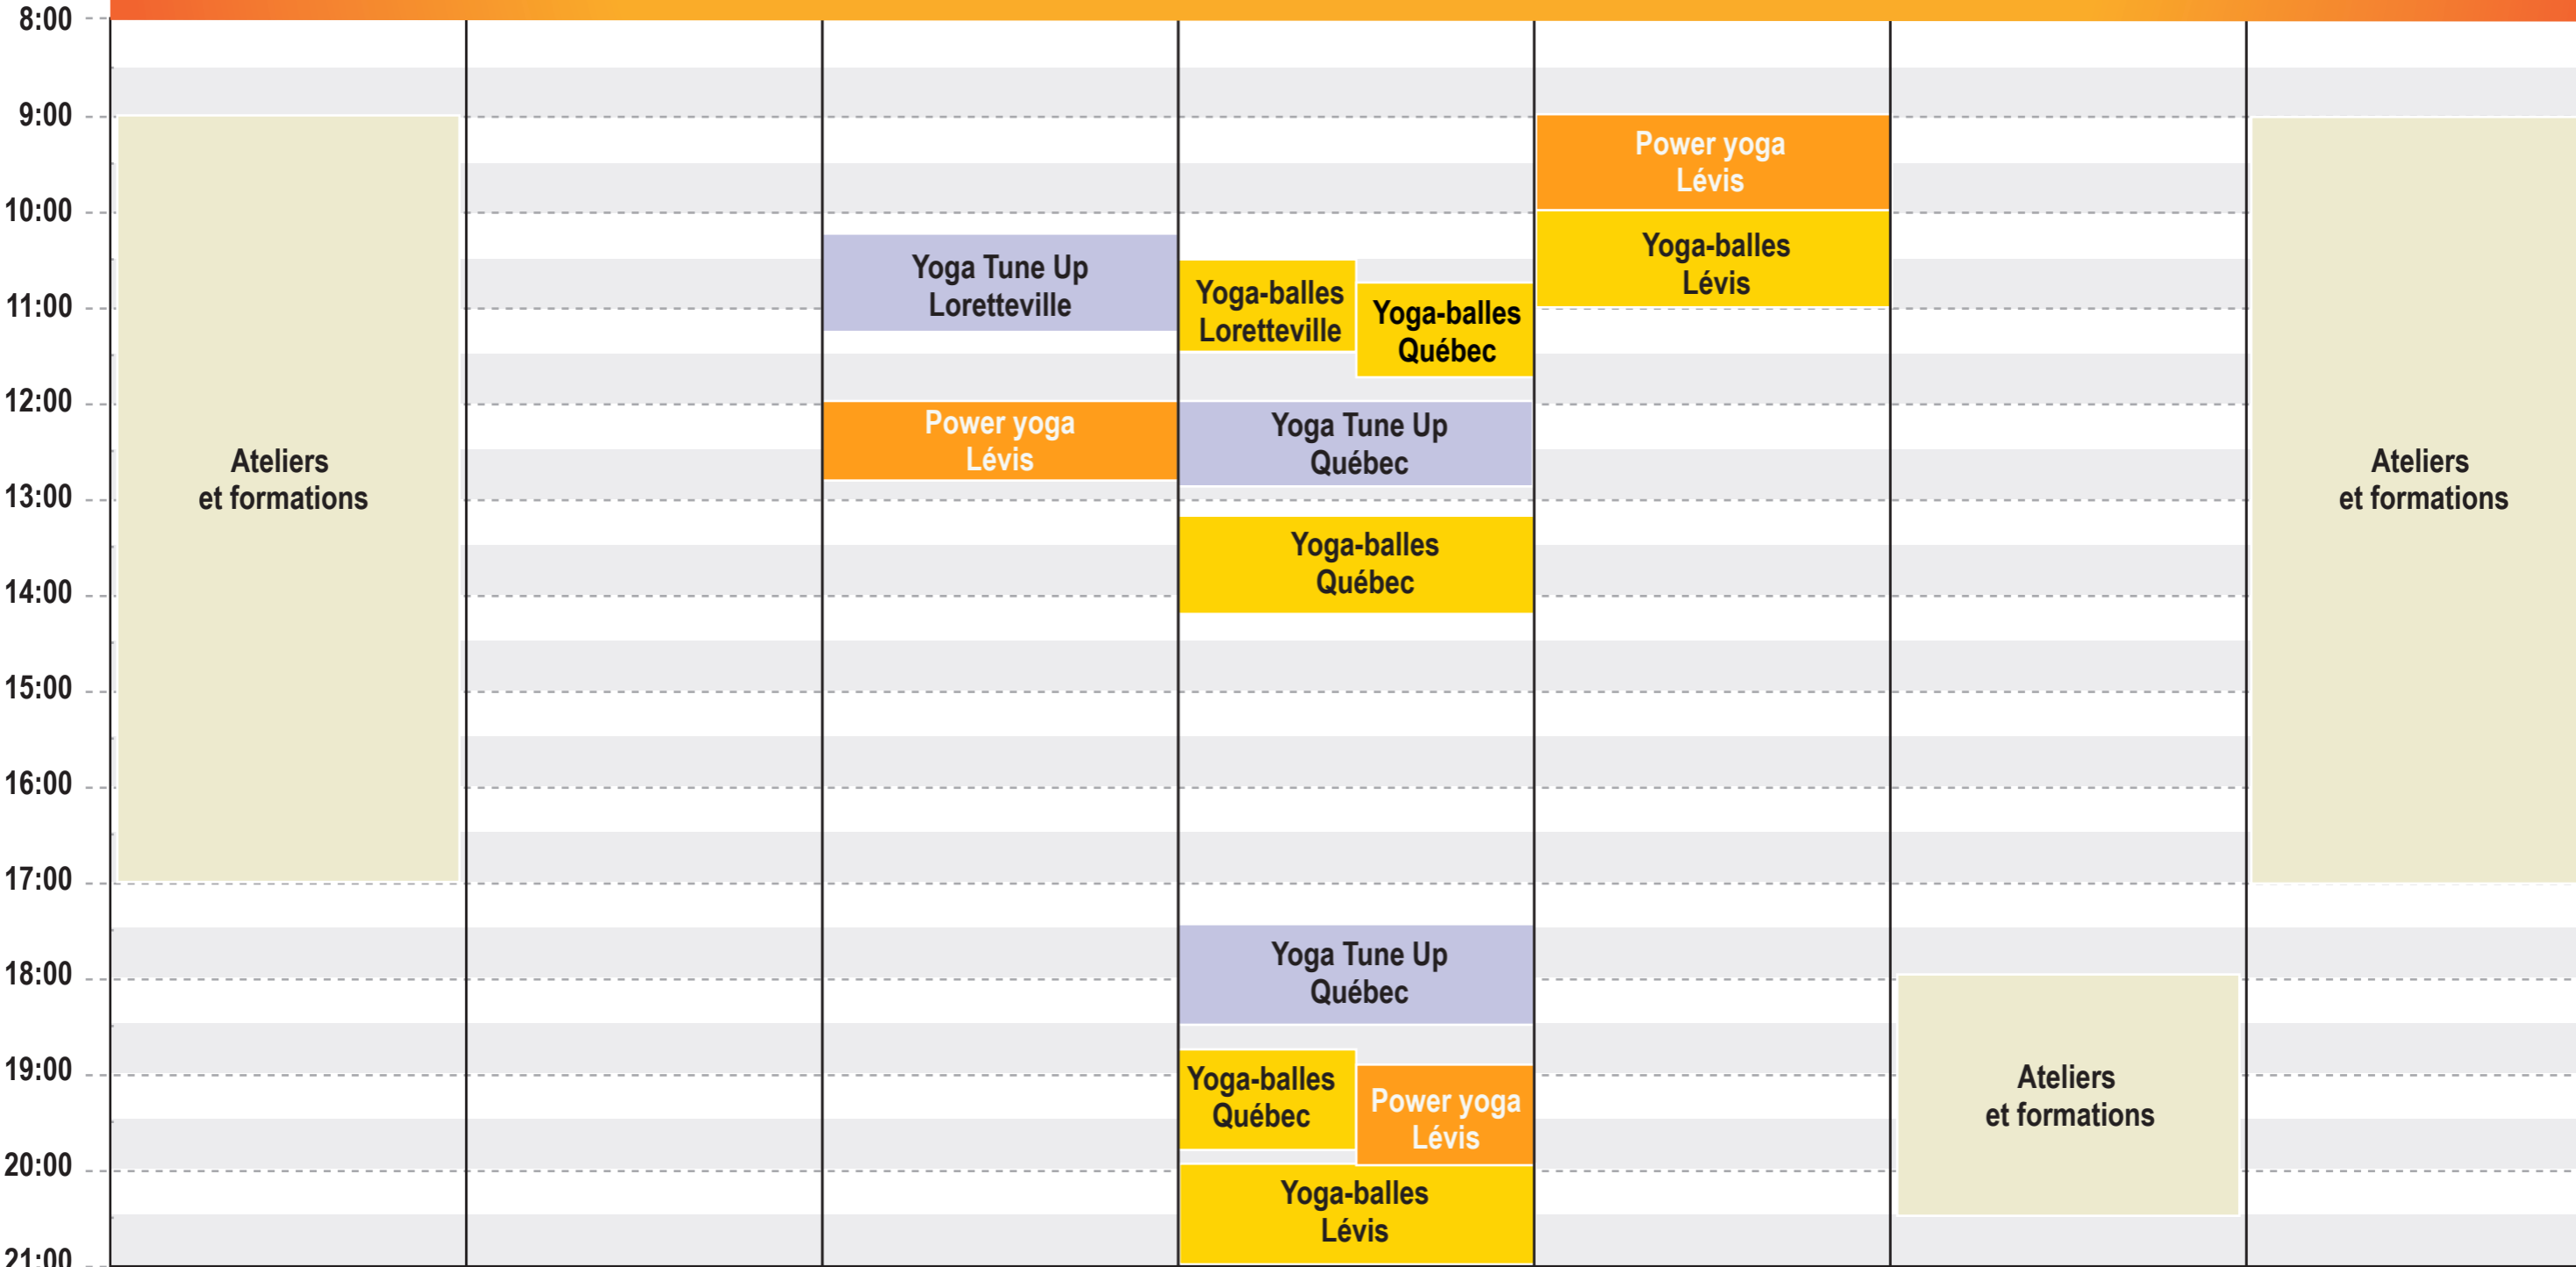 8:00
9:00
10:00
11:00
12:00
13:00
14:00
15:00
16:00
17:00
18:00
19:00
20:00
21:00
Ateliers
et formations
Yoga Tune Up
Loretteville
Power yoga
Lévis
Yoga-balles
Loretteville
Yoga-balles
Québec
Yoga Tune Up
Québec
Yoga-balles
Québec
Yoga Tune Up
Québec
Yoga-balles
Québec
Power yoga
Lévis
Yoga-balles
Lévis
Power yoga
Lévis
Yoga-balles
Lévis
Ateliers
et formations
Ateliers
et formations